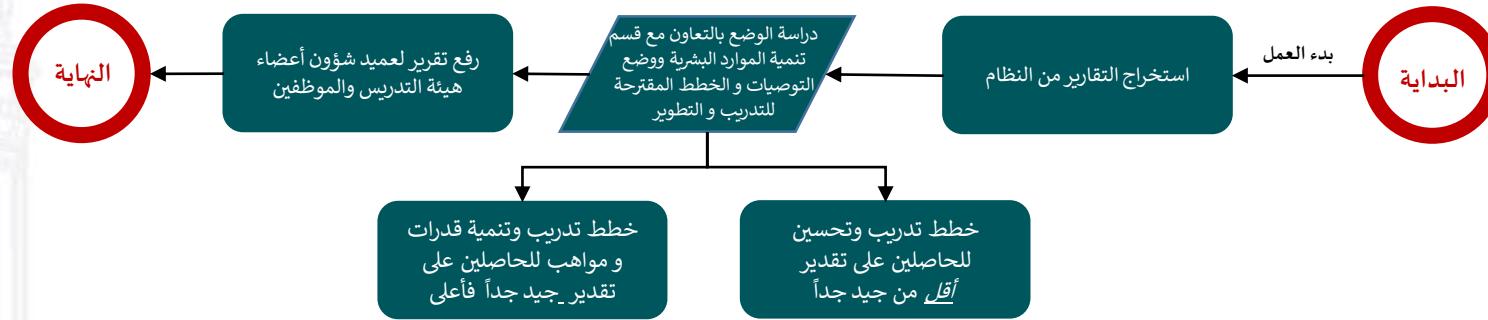 البداية
بدء العمل
استخراج التقارير من النظام
دراسة الوضع بالتعاون مع قسم
تنمية الموارد البشرية ووضع
التوصيات و الخطط المقترحة
للتدريب و التطوير
رفع تقرير لعميد شؤون أعضاء
هيئة التدريس والموظفين
النهاية
خطط تدريب وتحسين
للحاصلين على تقدير
أقل من جيد جداً
خطط تدريب وتنمية قدرات
و مواهب للحاصلين على
تقدير جيد جداً فأعلى